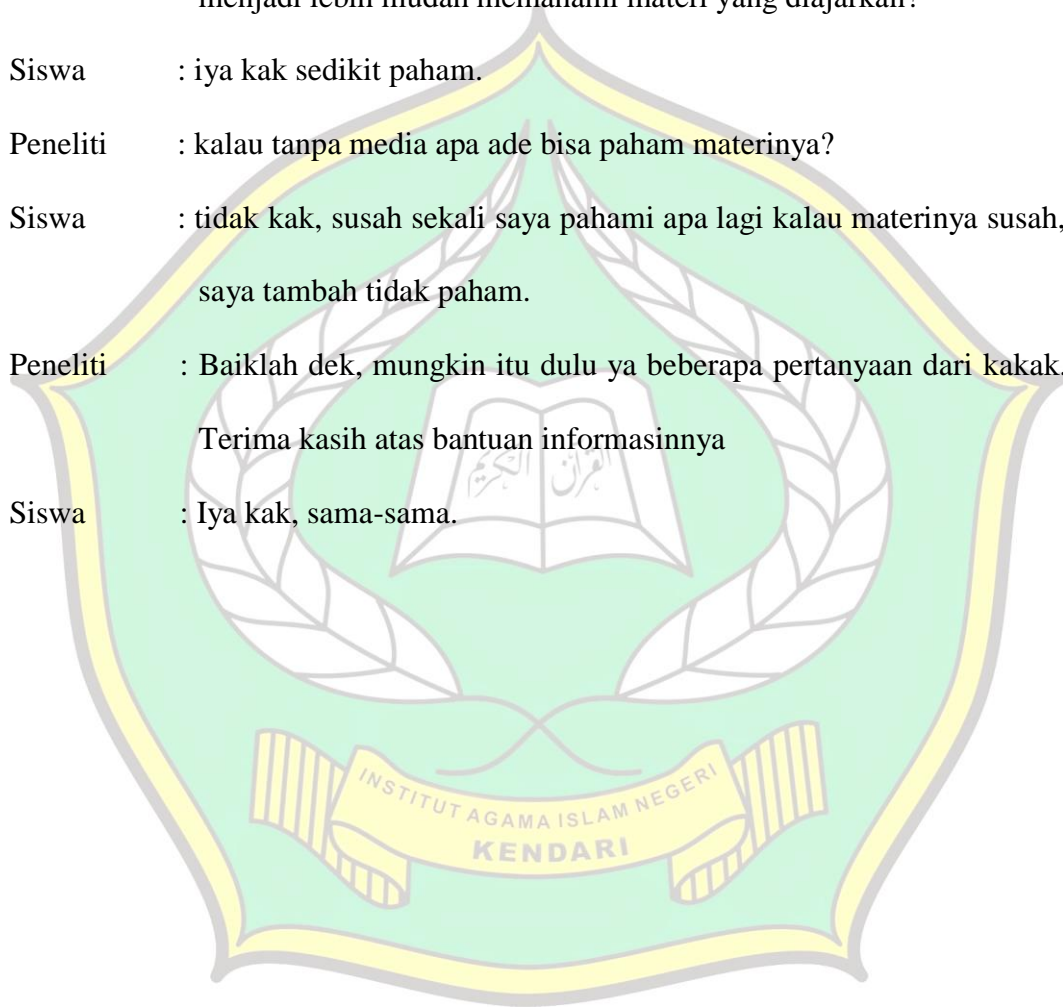 menjadi lebih mudah memahami materi yang diajarkan?
Siswa : iya kak sedikit paham.
Peneliti : kalau tanpa media apa ade bisa paham materinya?
Siswa : tidak kak, susah sekali saya pahami apa lagi kalau materinya susah,
saya tambah tidak paham.
Peneliti : Baiklah dek, mungkin itu dulu ya beberapa pertanyaan dari kakak.
Terima kasih atas bantuan informasinnya
القرآن الكريم
Siswa : Iya kak, sama-sama.
INSTITUT AGAMA ISLAM NEGERI
KENDARI